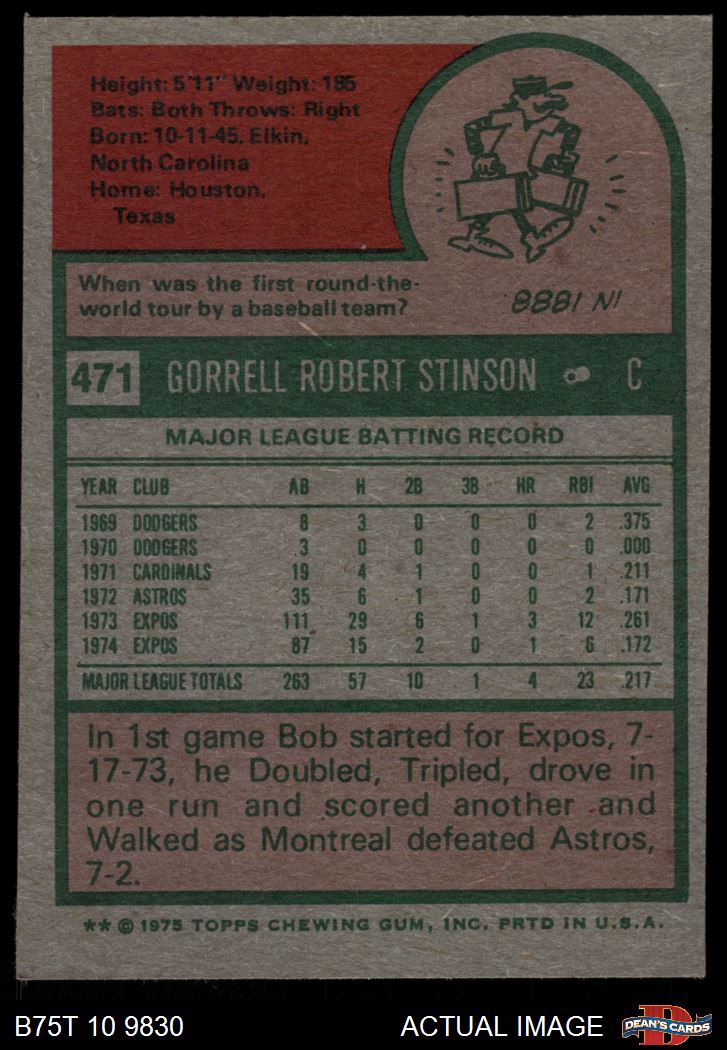 Height: 5'11" Weight: 185
Bats: Both Throws: Right
Born: 10-11-45, Elkin,
North Carolina
Home: Houston,
Texas
When was the first round-the-
world tour by a baseball team?
IN 1888.
471 GORRELL ROBERT STINSON C
MAJOR LEAGUE BATTING RECORD
YEAR CLUB AB H 2B 3B HR RBI AVG
1969 DODGERS 8 3 0 0 0 2 .375
1970 DODGERS 3 0 0 0 0 0 .000
1971 CARDINALS 19 4 1 0 0 1 .211
1972 ASTROS 35 6 1 0 0 2 .171
1973 EXPOS 111 29 6 1 3 12 .261
1974 EXPOS 87 15 2 0 1 6 .172
MAJOR LEAGUE TOTALS 263 57 10 1 4 23 .217
In 1st game Bob started for Expos, 7-
17-73, he Doubled, Tripled, drove in
one run and scored another and
Walked as Montreal defeated Astros,
7-2.
** © 1975 TOPPS CHEWING GUM, INC. PRTD IN U.S.A.
B75T 10 9830 ACTUAL IMAGE D DEAN'S CARDS